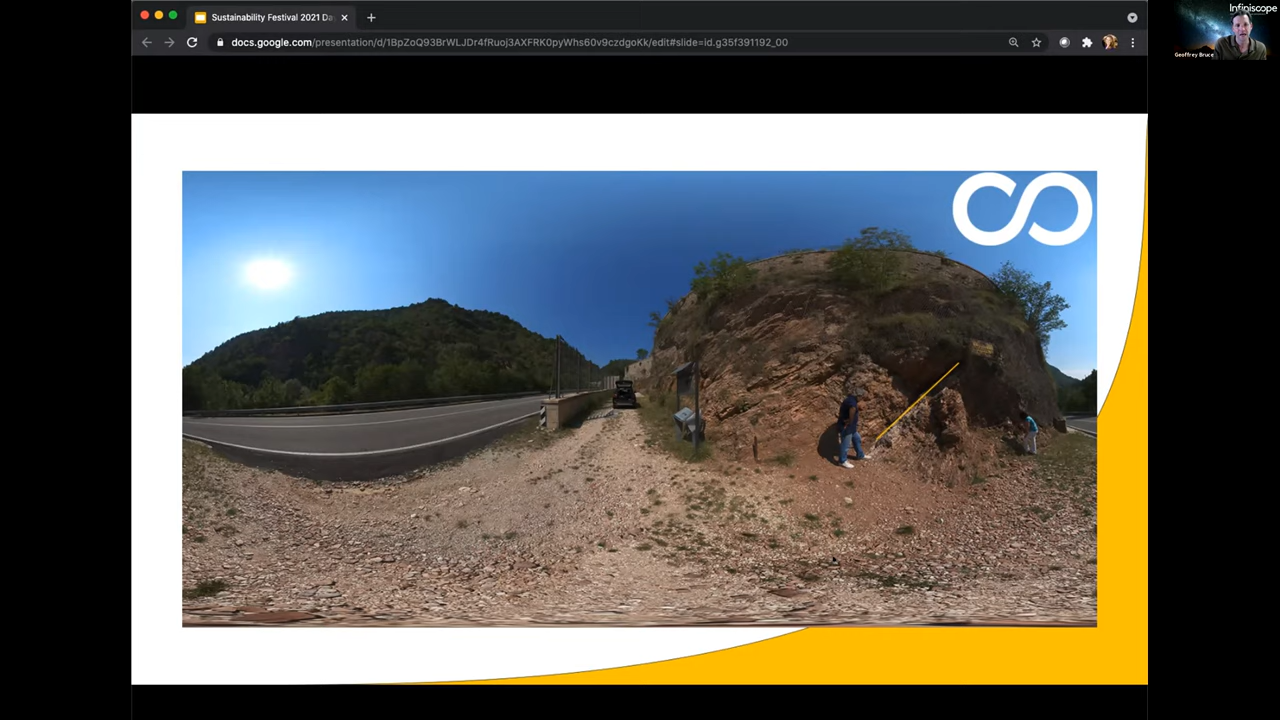 Sustainability Festival 2021 Da
docs.google.com/presentation/d/1BpZoQ93BrWLJDr4fRuoj3AXFRK0pyWhs60v9czdgoKk/edit#slide=id.g35f391192_00
Infiniscope
Geoffrey Bruce